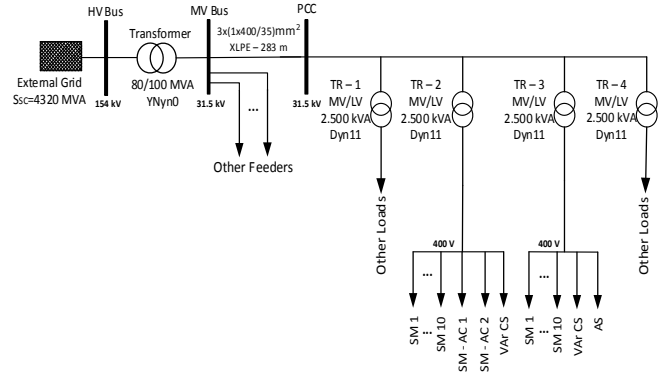 HV Bus
Transformer
MV Bus
3x(1x400/35)mm²
XLPE – 283 m
PCC
External Grid
Ssc=4320 MVA
154 kV
80/100 MVA
YNyn0
31.5 kV
31.5 kV
...
Other Feeders
TR – 1
MV/LV
2.500 kVA
Dyn11
TR – 2
MV/LV
2.500 kVA
Dyn11
TR – 3
MV/LV
2.500 kVA
Dyn11
TR – 4
MV/LV
2.500 kVA
Dyn11
Other Loads
400 V
...
SM 1
...
SM 10
SM - AC 1
SM - AC 2
VAr CS
400 V
...
SM 1
...
SM 10
VAr CS
AS
Other Loads